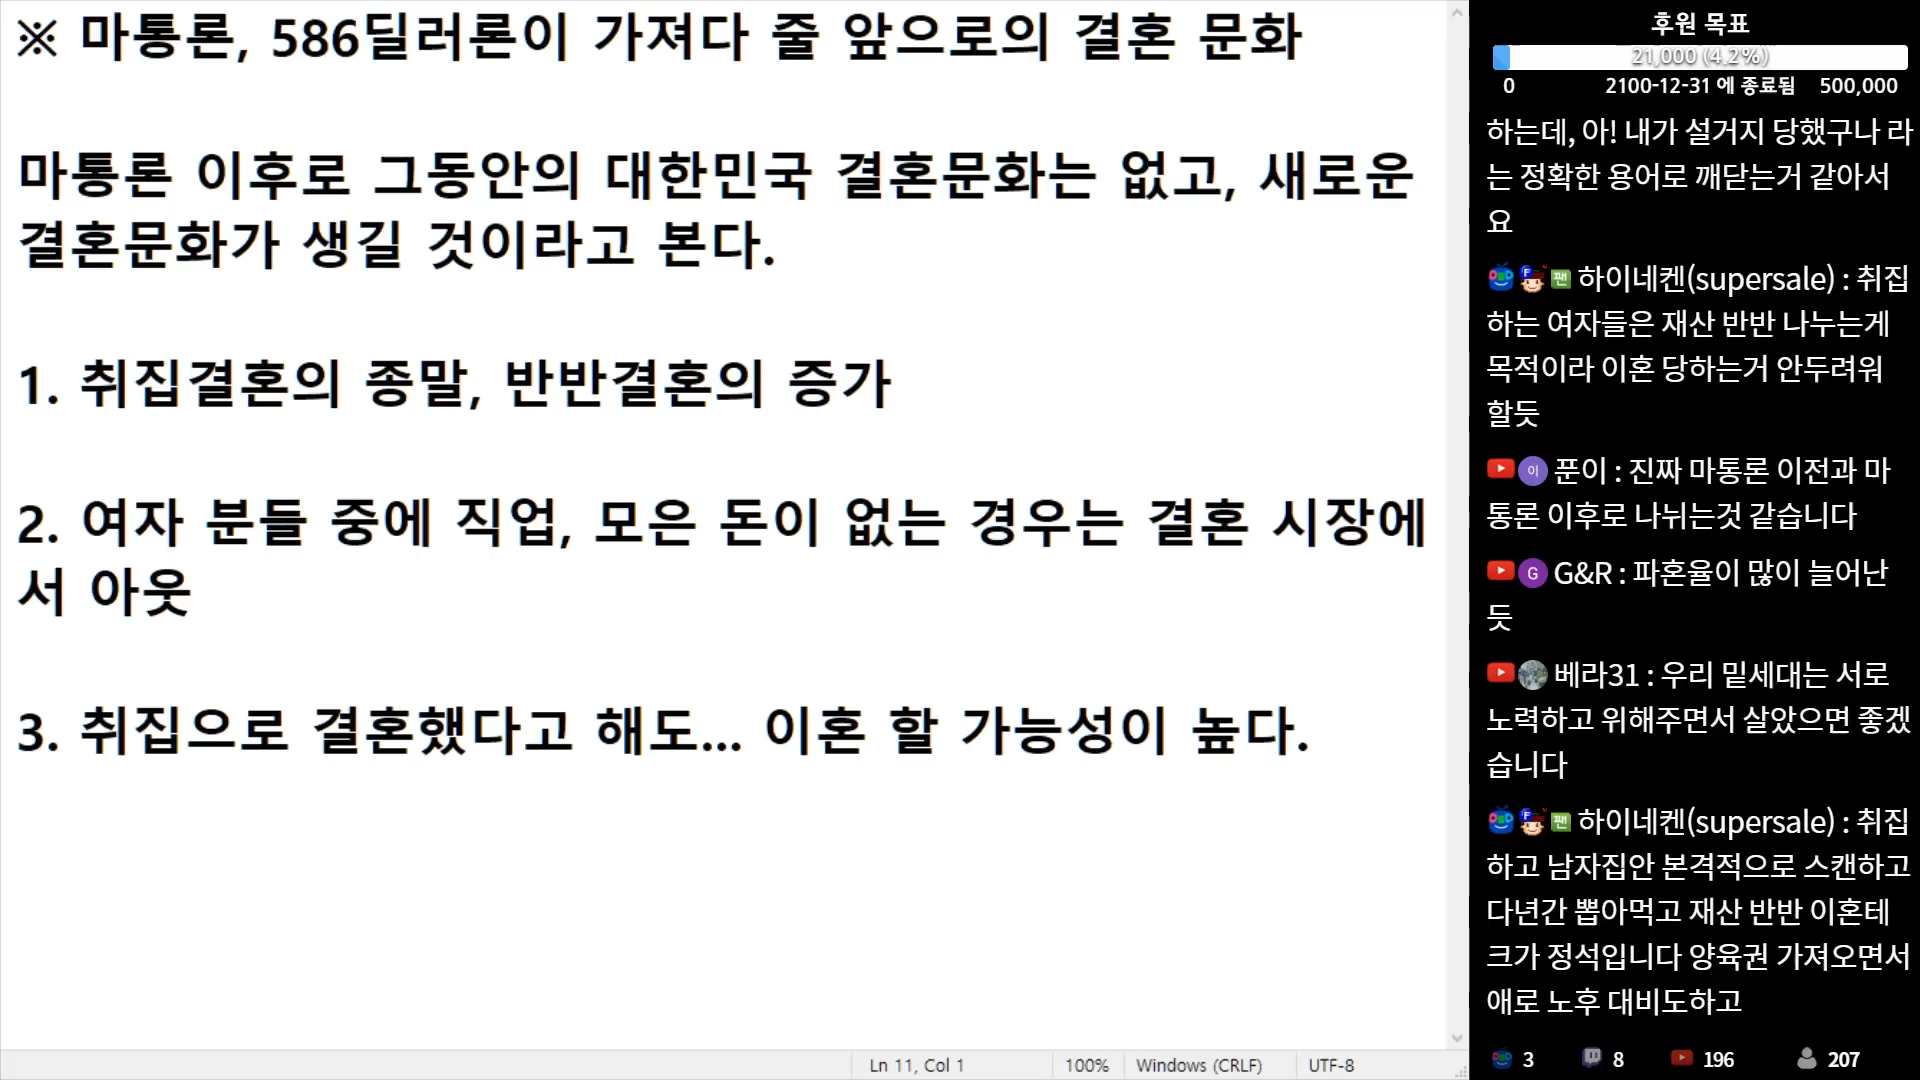 ※ 마통론, 586딜러론이 가져다 줄 앞으로의 결혼 문화
마통론 이후로 그동안의 대한민국 결혼문화는 없고, 새로운
결혼문화가 생길 것이라고 본다.
1. 취집결혼의 종말, 반반결혼의 증가
2. 여자 분들 중에 직업, 모은 돈이 없는 경우는 결혼 시장에
서 아웃
3. 취집으로 결혼했다고 해도... 이혼 할 가능성이 높다.
Ln 11, Col 1
100%
Windows (CRLF)
UTF-8
후원 목표
21,000 (4.2%)
0
2100-12-31 에 종료됨
500,000
하는데, 아! 내가 설거지 당했구나 라
는 정확한 용어로 깨닫는거 같아서
요
팬 하이네켄(supersale) : 취집
하는 여자들은 재산 반반 나누는게
목적이라 이혼 당하는거 안두려워
할듯
이 푼이 : 진짜 마통론 이전과 마
통론 이후로 나뉘는것 같습니다
G G&R : 파혼율이 많이 늘어난
듯
베라31 : 우리 밑세대는 서로
노력하고 위해주면서 살았으면 좋겠
습니다
팬 하이네켄(supersale) : 취집
하고 남자집안 본격적으로 스캔하고
다년간 뽑아먹고 재산 반반 이혼테
크가 정석입니다 양육권 가져오면서
애로 노후 대비도하고
3
8
196
207